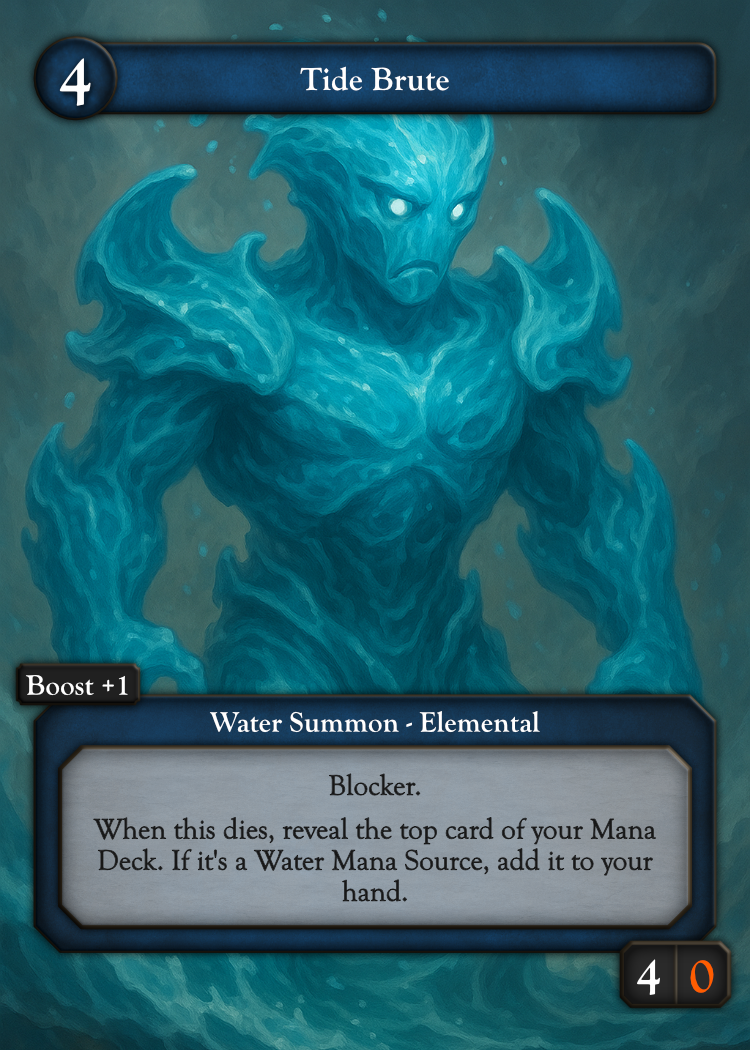 4
Tide Brute
Boost +1
Water Summon - Elemental
Blocker.
When this dies, reveal the top card of your Mana
Deck. If it's a Water Mana Source, add it to your
hand.
4 0